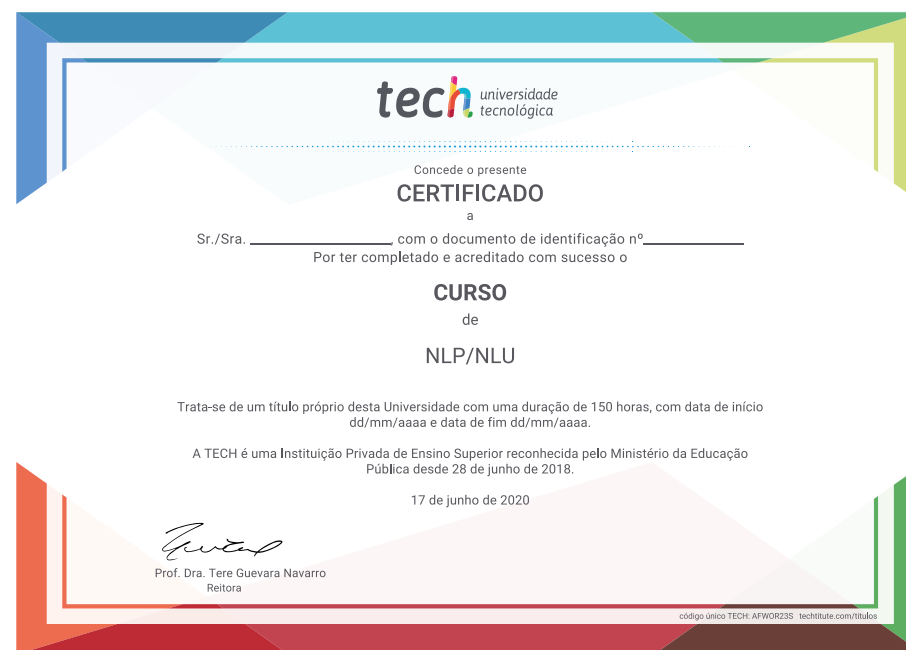 tech universidade
tecnológica
Concede o presente
CERTIFICADO
a
Sr./Sra. ____________________, com o documento de identificação nº______________
Por ter completado e acreditado com sucesso o
CURSO
de
NLP/NLU
Trata-se de um título próprio desta Universidade com uma duração de 150 horas, com data de início
dd/mm/aaaa e data de fim dd/mm/aaaa.
A TECH é uma Instituição Privada de Ensino Superior reconhecida pelo Ministério da Educação
Pública desde 28 de junho de 2018.
17 de junho de 2020
Prof. Dra. Tere Guevara Navarro
Reitora
código único TECH: AFWOR23S techtitute.com/titulos